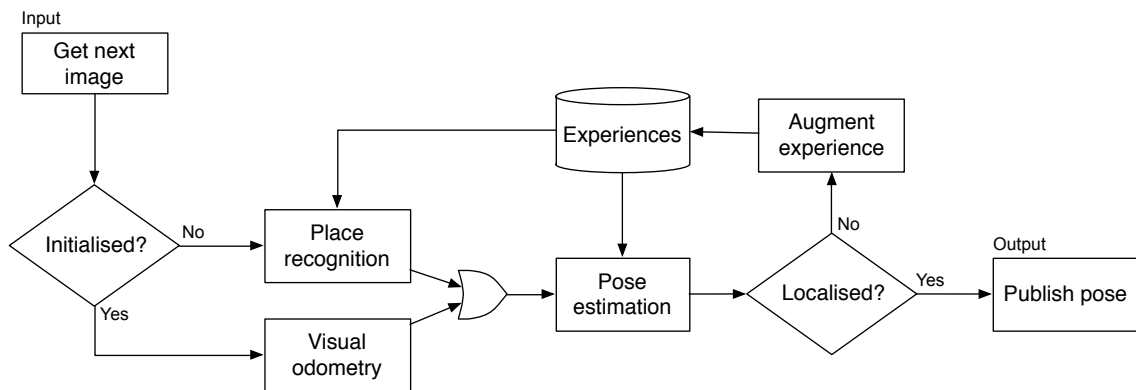 Input
Get next
image
Experiences
Augment
experience
Initialised?
No
Place
recognition
Yes
Visual
odometry
Pose
estimation
No
Localised?
Yes
Output
Publish pose